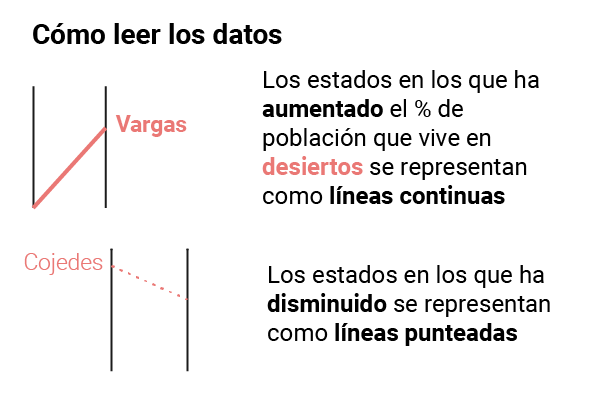 Cómo leer los datos
Vargas
Los estados en los que ha
aumentado el % de
población que vive en
desiertos se representan
como líneas continuas
Cojedes
Los estados en los que ha
disminuido se representan
como líneas punteadas